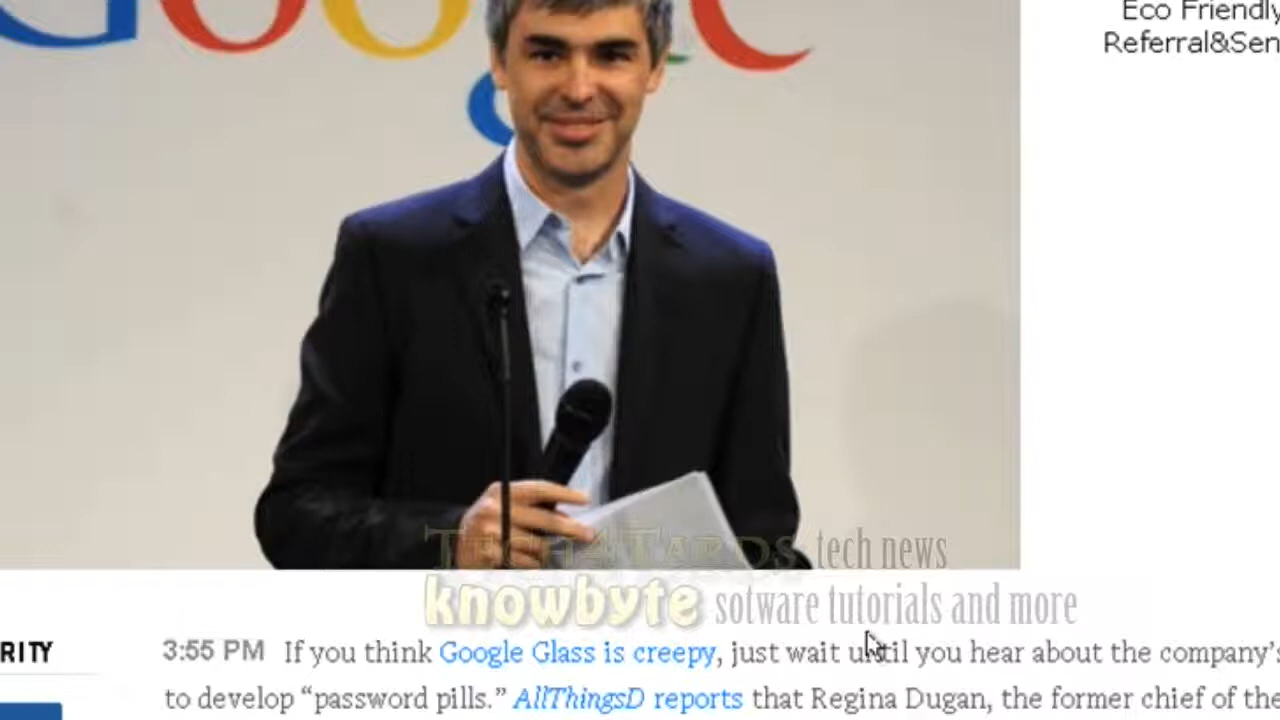 Google
Eco Friendly
Referral&Sen
Tech4Tards tech news
knowbyte sotware tutorials and more
RITY
3:55 PM If you think Google Glass is creepy, just wait until you hear about the company's
to develop “password pills.” AllThingsD reports that Regina Dugan, the former chief of the